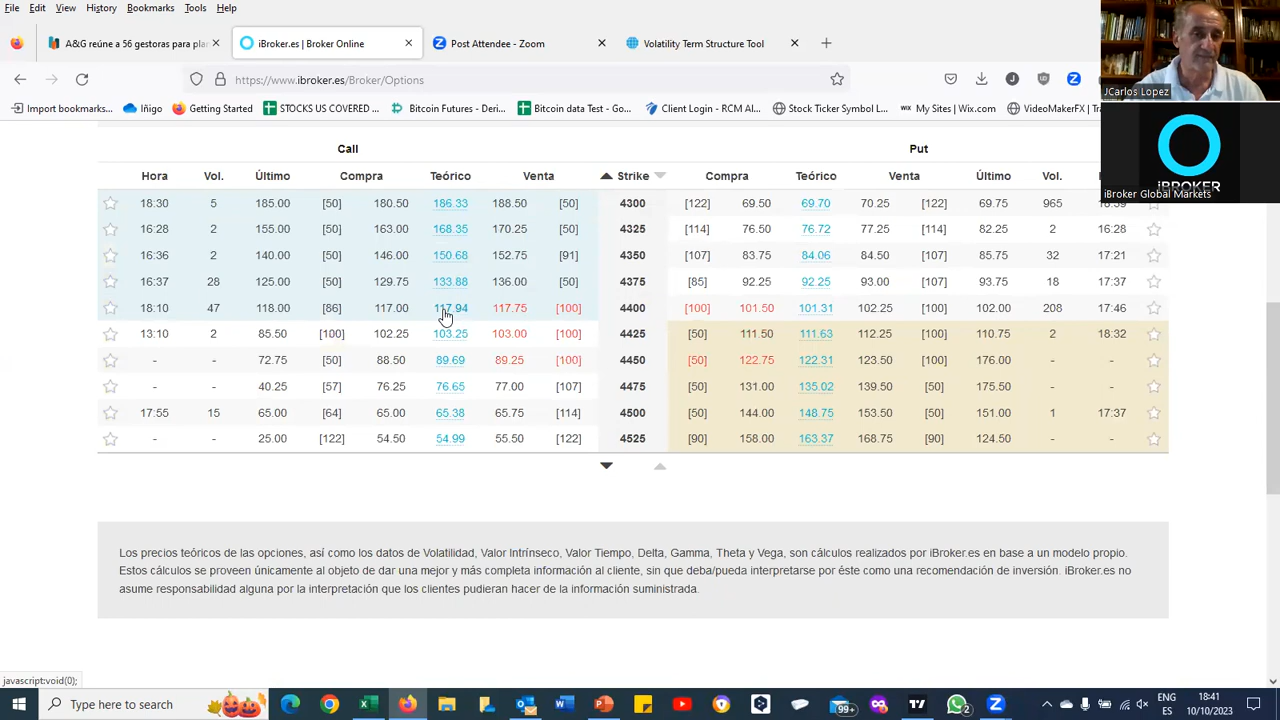 File Edit View History Bookmarks Tools Help
A&G reúne a 56 gestoras para pla
iBroker.es | Broker Online
Post Attendee - Zoom
Volatility Term Structure Tool
https://www.ibroker.es/Broker/Options
Import bookmarks... Iñigo Getting Started STOCKS US COVERED ... Bitcoin Future - Deri... Bitcoin data Test - Go... Client Login - RCM Al... Stock Ticker Symbol L... My Sites | Wix.com VideoMakerFX | Tr
JCarlos Lopez
iBROKER
iBroker Global Markets
Call Put
Hora Vol. Último Compra Teórico Venta Strike Compra Teórico Venta Último Vol.
18:30 5 185.00 [50] 180.50 186.33 188.50 [50] 4300 [122] 69.50 69.70 70.25 [122] 69.75 965 18:39
16:28 2 155.00 [50] 163.00 168.35 170.25 [50] 4325 [114] 76.50 76.72 77.25 [114] 82.25 2 16:28
16:36 2 140.00 [50] 146.00 150.68 152.75 [91] 4350 [107] 83.75 84.06 84.50 [107] 85.75 32 17:21
16:37 28 125.00 [50] 129.75 133.88 136.00 [50] 4375 [85] 92.25 92.25 93.00 [107] 93.75 18 17:37
18:10 47 118.00 [86] 117.00 117.94 117.75 [100] 4400 [100] 101.50 101.31 102.25 [100] 102.00 208 17:46
13:10 2 85.50 [100] 102.25 103.25 103.00 [100] 4425 [50] 111.50 111.63 112.25 [100] 110.75 2 18:32
- - 72.75 [50] 88.50 89.69 89.25 [100] 4450 [50] 122.75 122.31 123.50 [100] 176.00 - -
- - 40.25 [57] 76.25 76.65 77.00 [107] 4475 [50] 131.00 135.02 139.50 [50] 175.50 - -
17:55 15 65.00 [64] 65.00 65.38 65.75 [114] 4500 [50] 144.00 148.75 153.50 [50] 151.00 1 17:37
- - 25.00 [122] 54.50 54.99 55.50 [122] 4525 [90] 158.00 163.37 168.75 [90] 124.50 - -
Los precios teóricos de las opciones, así como los datos de Volatilidad, Valor Intrínseco, Valor Tiempo, Delta, Gamma, Theta y Vega, son cálculos realizados por iBroker.es en base a un modelo propio.
Estos cálculos se proveen únicamente al objeto de dar una mejor y más completa información al cliente, sin que deba/pueda interpretarse por éste como una recomendación de inversión. iBroker.es no
asume responsabilidad alguna por la interpretación que los clientes pudieran hacer de la información suministrada.
javascript:void(0);
Type here to search
99+
2
ENG
ES
18:41
10/10/2023